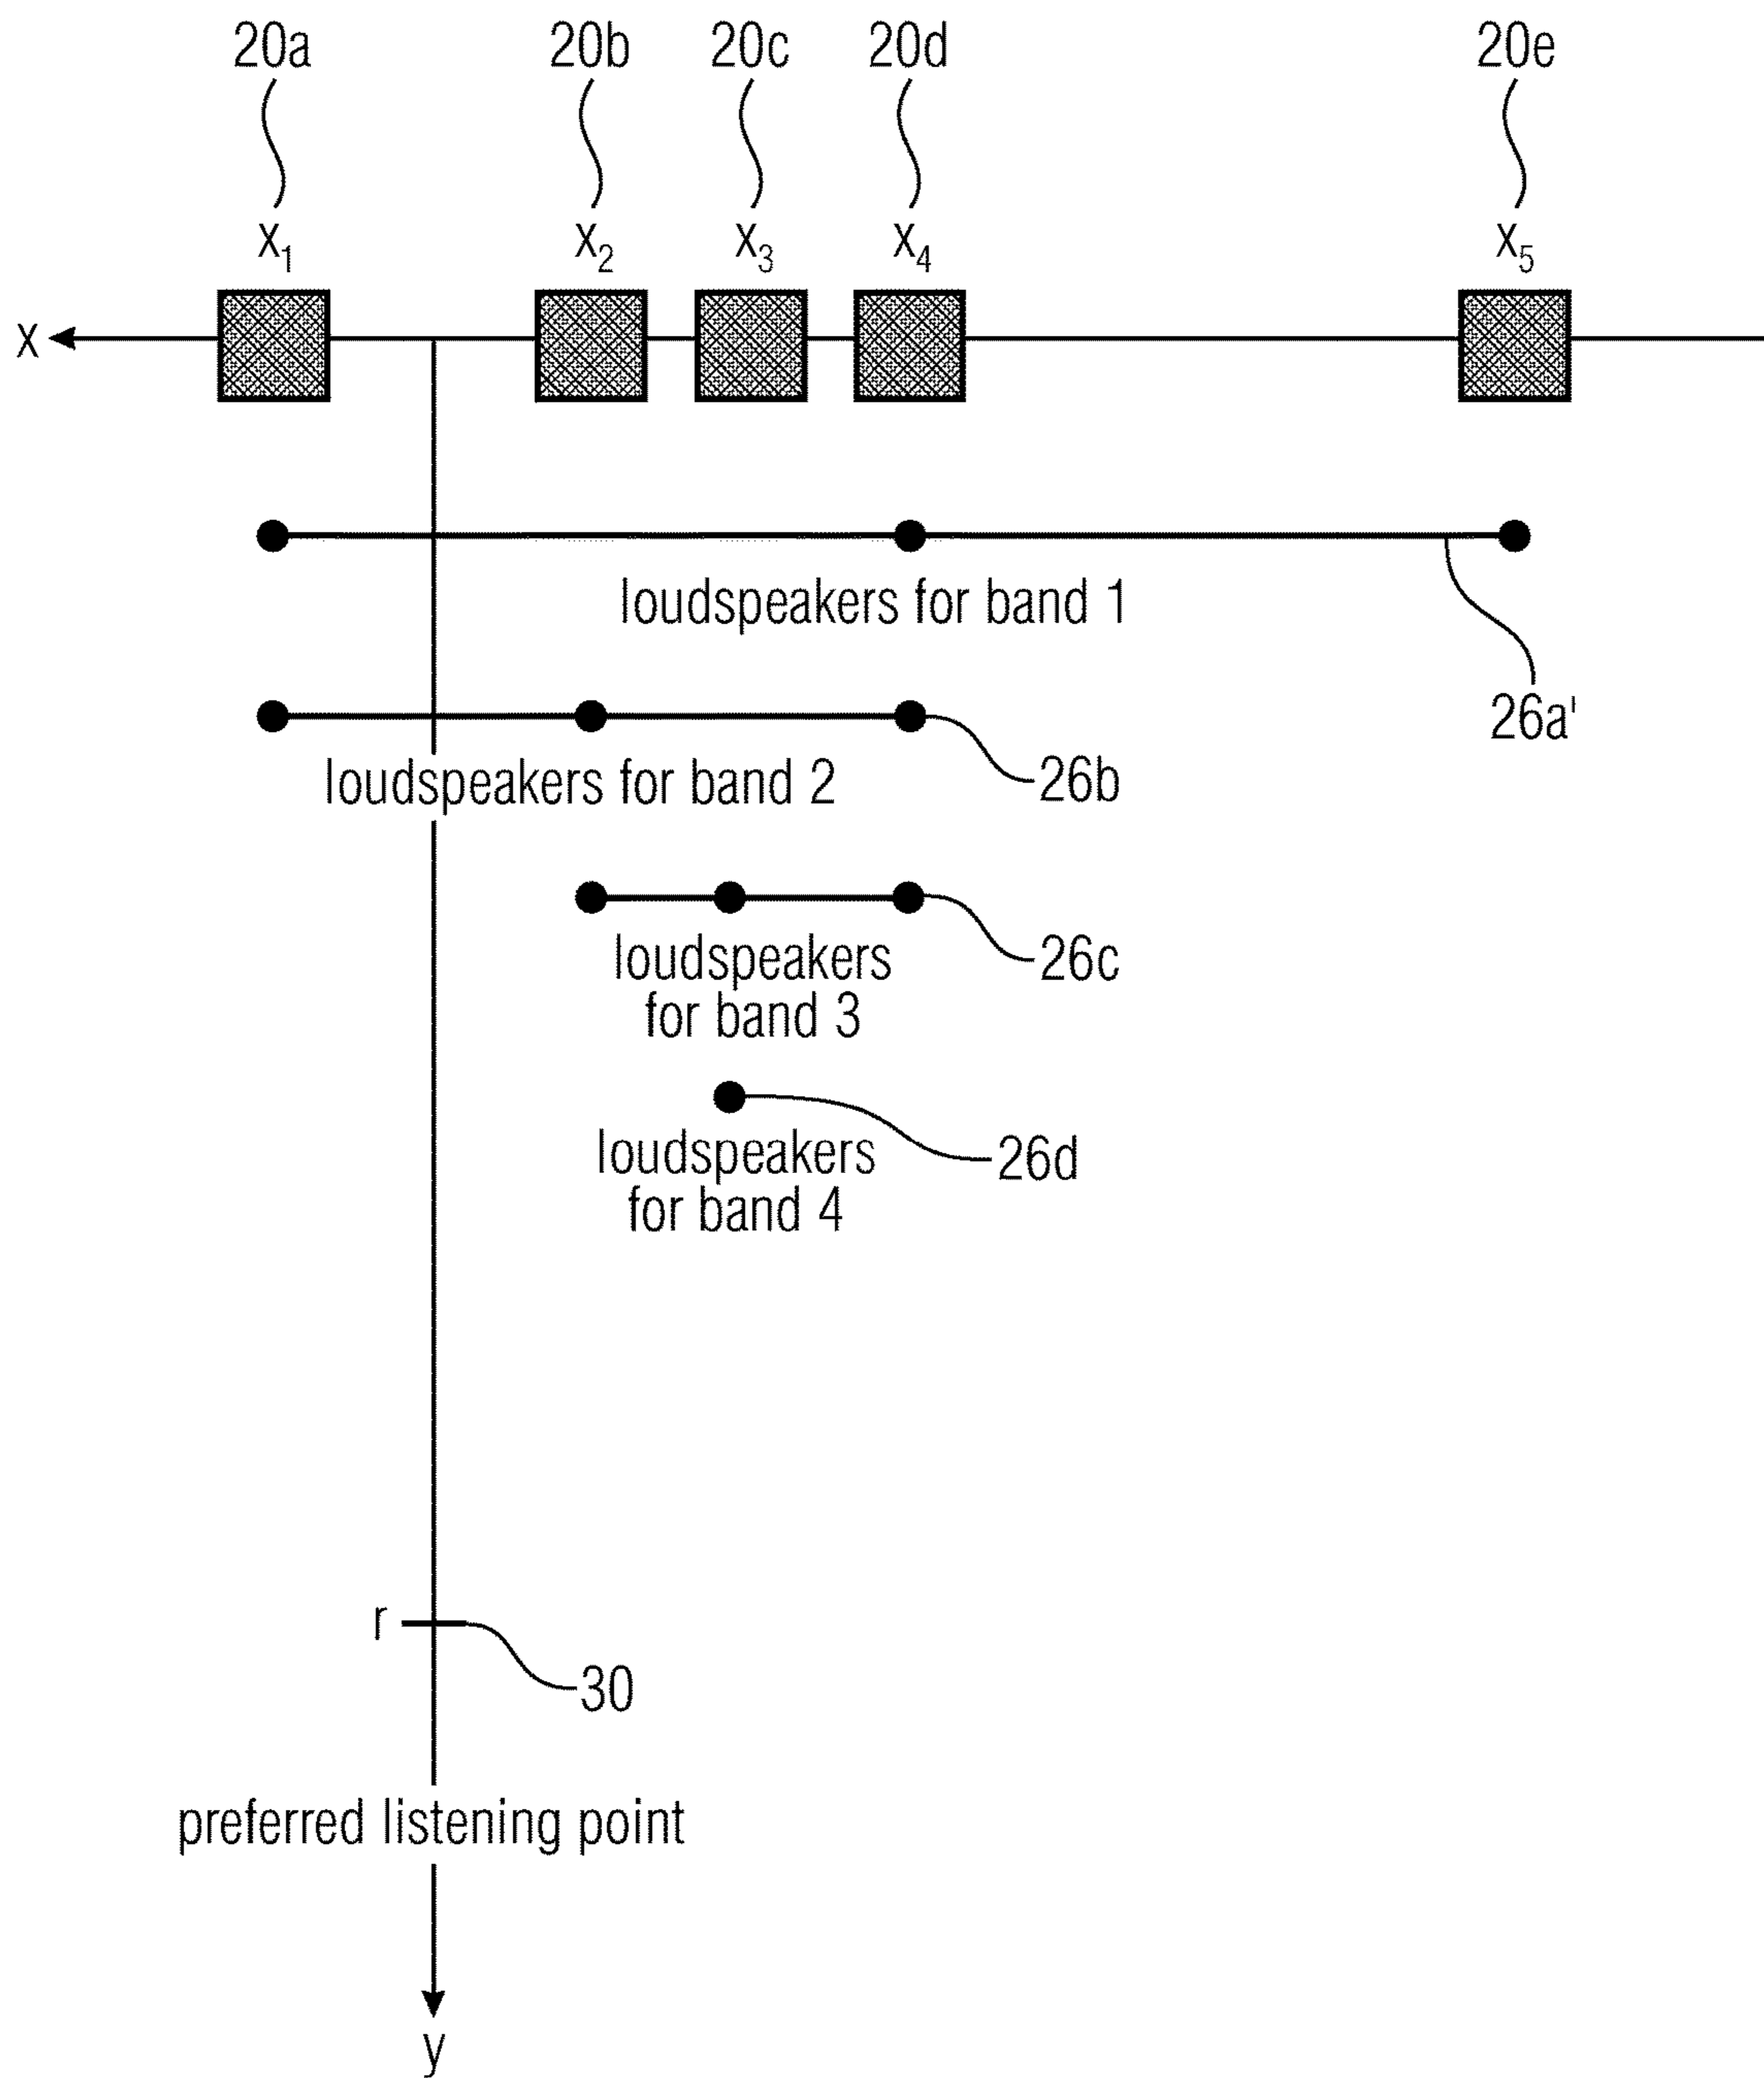 20a 20b 20c 20d 20e
x1 x2 x3 x4 x5
x
loudspeakers for band 1
26a'
loudspeakers for band 2
26b
loudspeakers
for band 3
26c
loudspeakers
for band 4
26d
r
30
preferred listening point
y